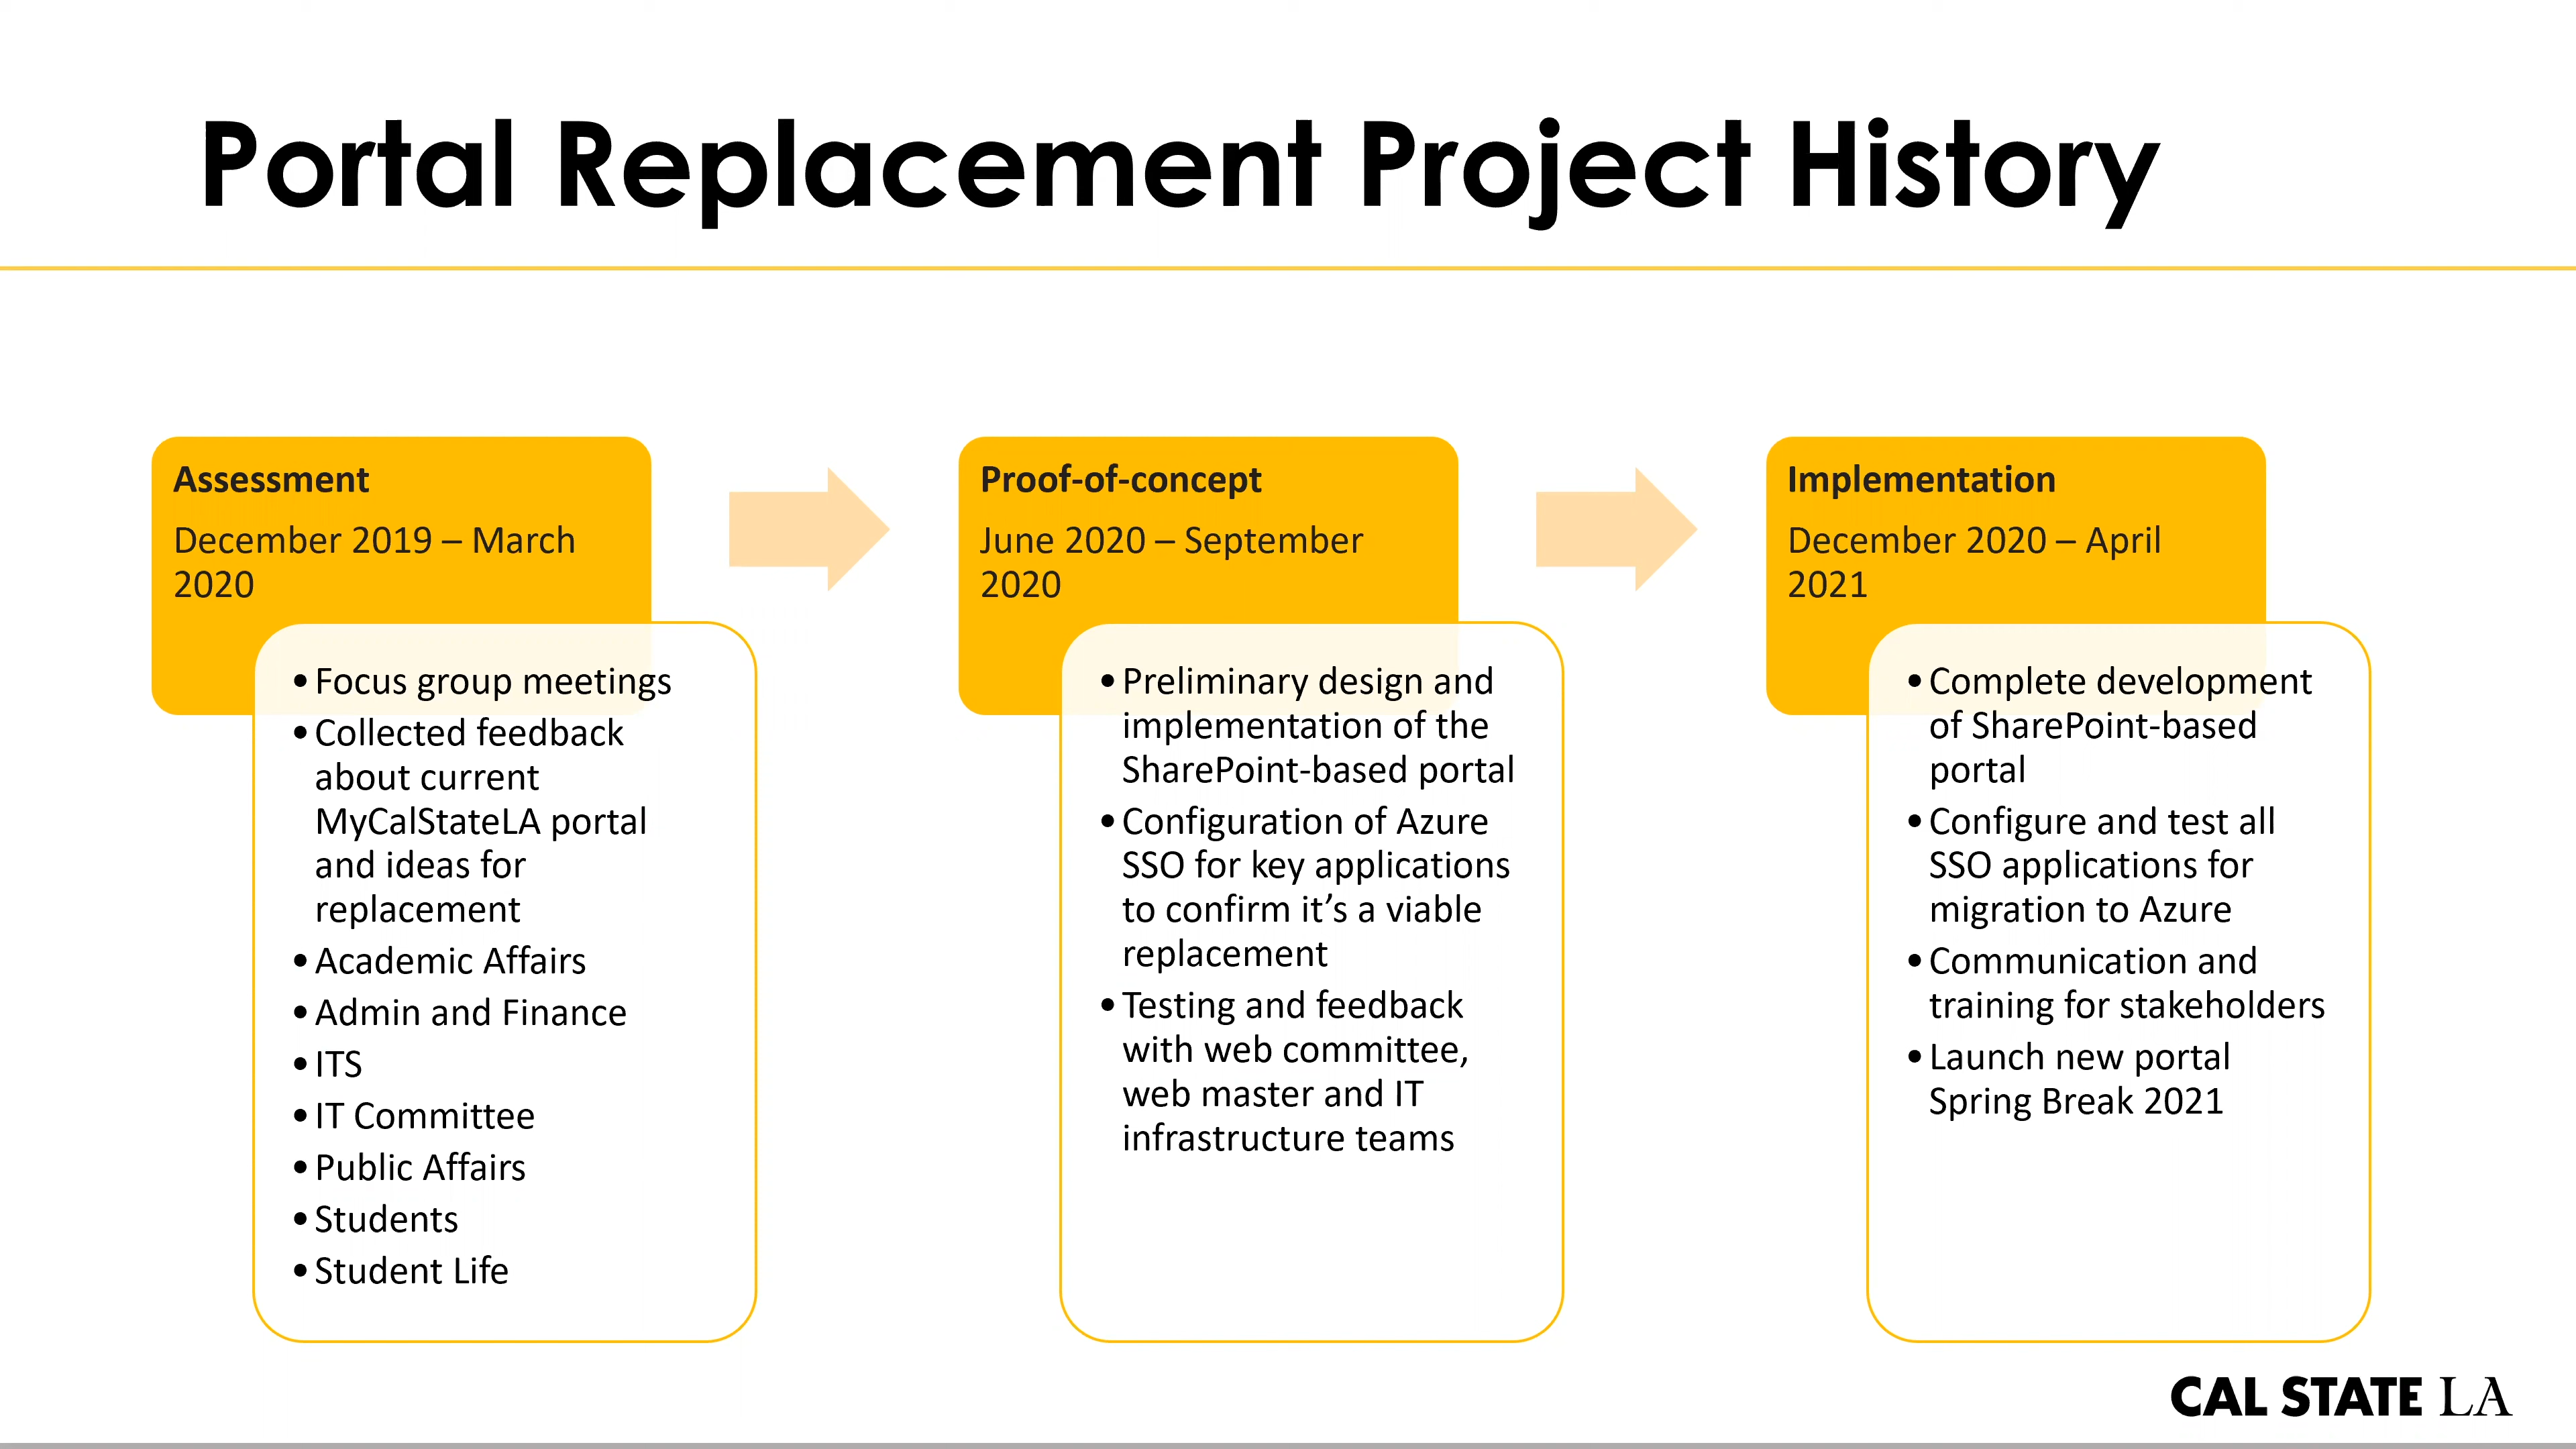 Portal Replacement Project History
Assessment
December 2019 – March
2020
•Focus group meetings
•Collected feedback
about current
MyCalStateLA portal
and ideas for
replacement
•Academic Affairs
•Admin and Finance
•ITS
•IT Committee
•Public Affairs
•Students
•Student Life
Proof-of-concept
June 2020 – September
2020
•Preliminary design and
implementation of the
SharePoint-based portal
•Configuration of Azure
SSO for key applications
to confirm it’s a viable
replacement
•Testing and feedback
with web committee,
web master and IT
infrastructure teams
Implementation
December 2020 – April
2021
•Complete development
of SharePoint-based
portal
•Configure and test all
SSO applications for
migration to Azure
•Communication and
training for stakeholders
•Launch new portal
Spring Break 2021
CAL STATE LA